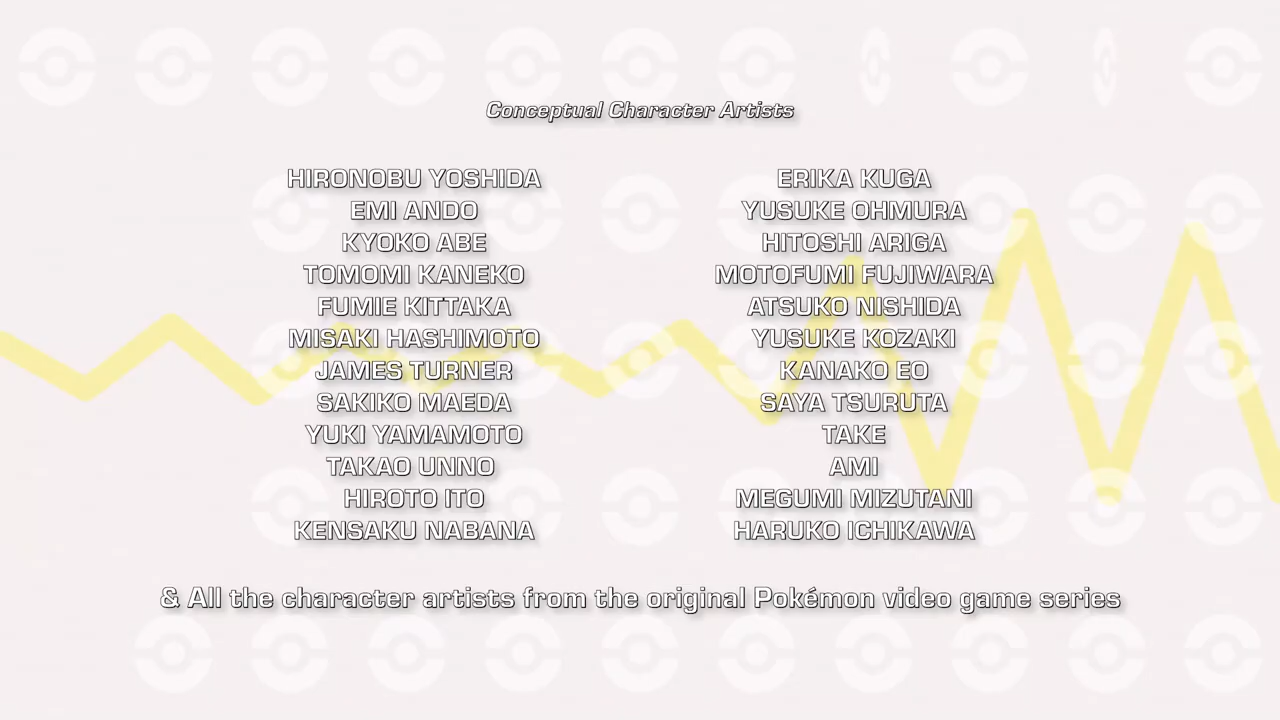 Conceptual Character Artists
HIRONOBU YOSHIDA
EMI ANDO
KYOKO ABE
TOMOMI KANEKO
FUMIE KITTAKA
MISAKI HASHIMOTO
JAMES TURNER
SAKIKO MAEDA
YUKI YAMAMOTO
TAKAO UNNO
HIROTO ITO
KENSAKU NABANA
ERIKA KUGA
YUSUKE OHMURA
HITOSHI ARIGA
MOTOFUMI FUJIWARA
ATSUKO NISHIDA
YUSUKE KOZAKI
KANAKO EO
SAYA TSURUTA
TAKE
AMI
MEGUMI MIZUTANI
HARUKO ICHIKAWA
& All the character artists from the original Pokémon video game series